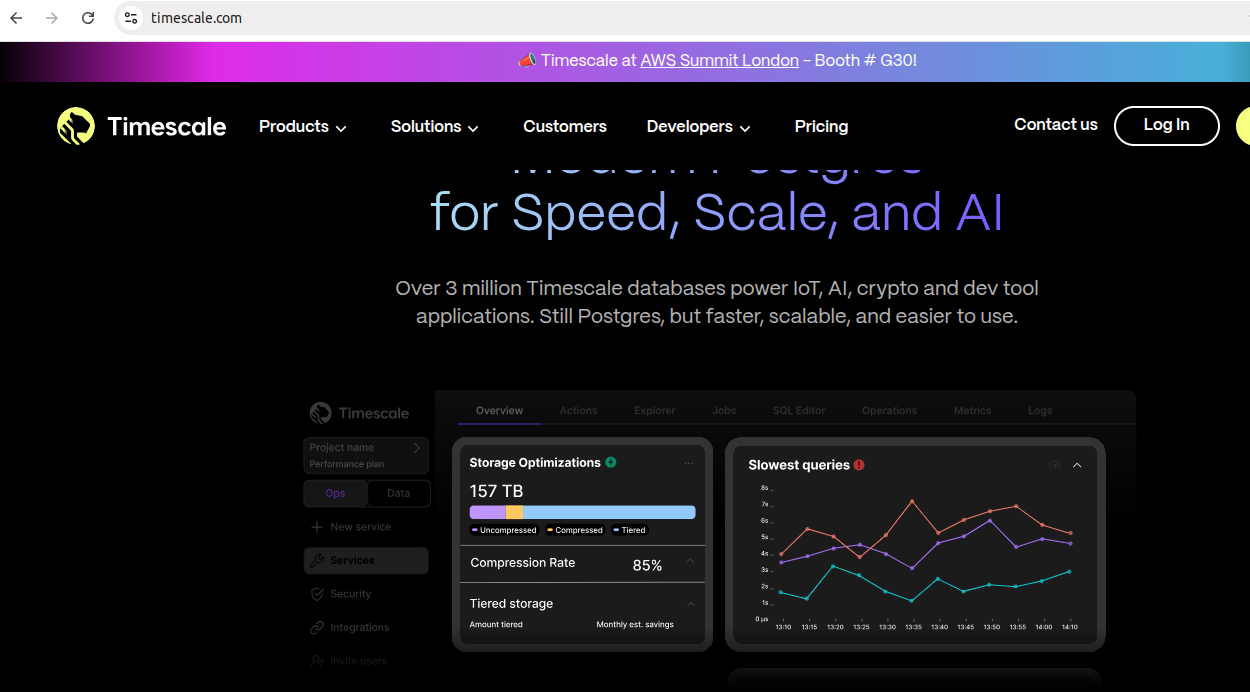 timescale.com
📣 Timescale at AWS Summit London – Booth # G30!
Timescale
Products
Solutions
Customers
Developers
Pricing
Contact us
Log In
Modern Postgres
for Speed, Scale, and AI
Over 3 million Timescale databases power IoT, AI, crypto and dev tool
applications. Still Postgres, but faster, scalable, and easier to use.
Timescale
Project name
Performance plan
Ops
Data
New service
Services
Security
Integrations
Invite users
Overview
Actions
Explorer
Jobs
SQL Editor
Operations
Metrics
Logs
Storage Optimizations
157 TB
Uncompressed
Compressed
Tiered
Compression Rate
85%
Tiered storage
Amount tiered
Monthly est. savings
Slowest queries
8s
7s
6s
5s
4s
3s
2s
1s
0 µs
13:10 13:15 13:20 13:25 13:30 13:35 13:40 13:45 13:50 13:55 14:00 14:10